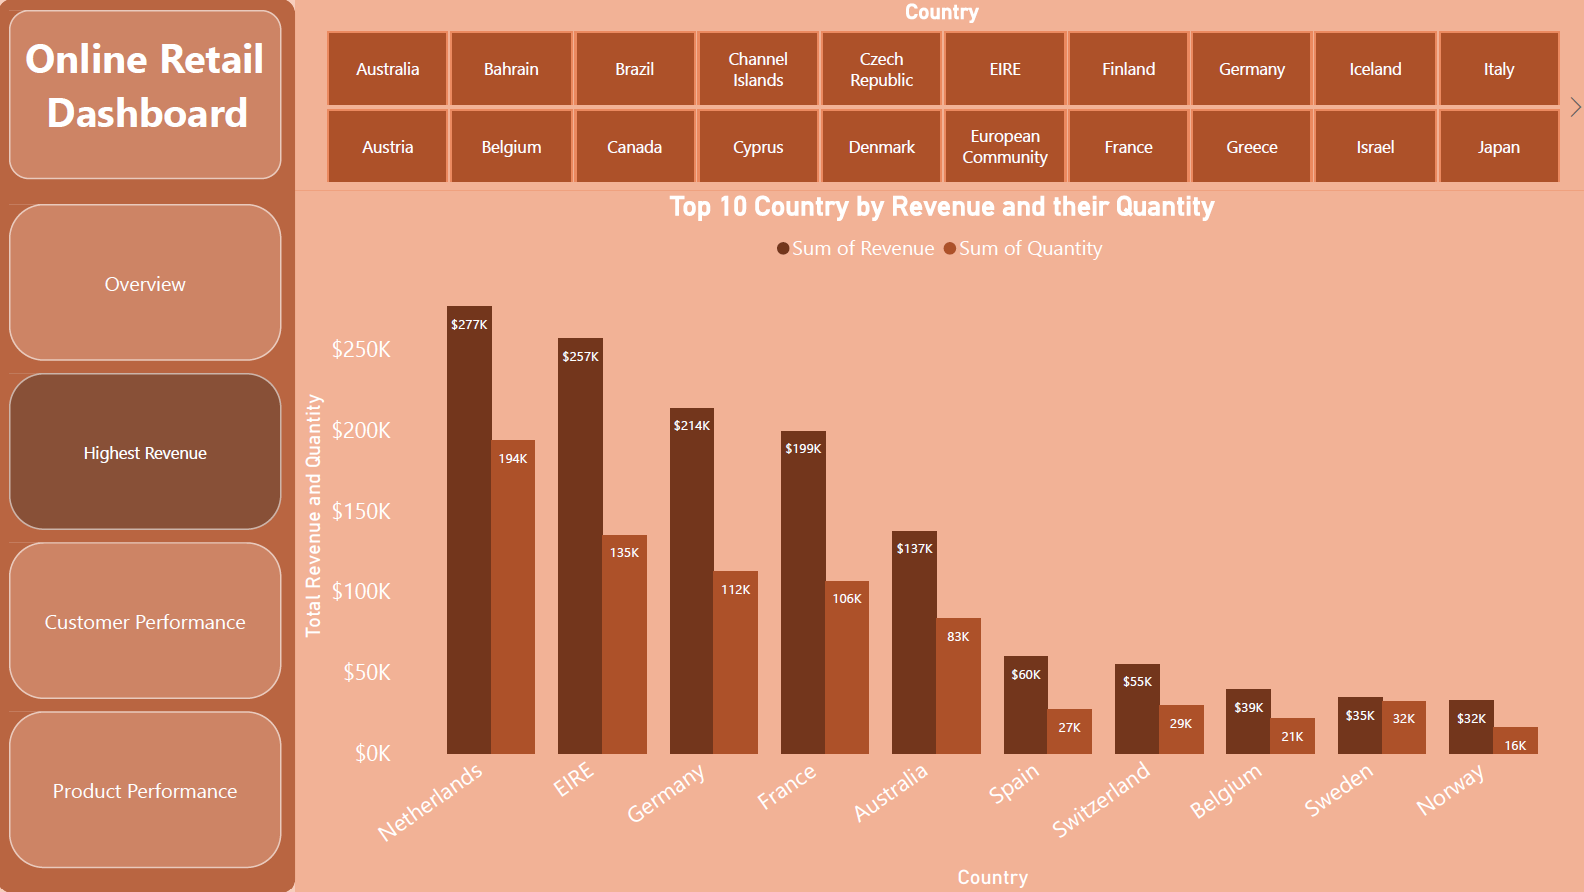 Online Retail
Dashboard
Overview
Highest Revenue
Customer Performance
Product Performance
Country
Australia
Bahrain
Brazil
Channel
Islands
Czech
Republic
EIRE
Finland
Germany
Iceland
Italy
Austria
Belgium
Canada
Cyprus
Denmark
European
Community
France
Greece
Israel
Japan
Top 10 Country by Revenue and their Quantity
Sum of Revenue
Sum of Quantity
Total Revenue and Quantity
$250K
$200K
$150K
$100K
$50K
$0K
$277K
194K
$257K
135K
$214K
112K
$199K
106K
$137K
83K
$60K
27K
$55K
29K
$39K
21K
$35K
32K
$32K
16K
Netherlands
EIRE
Germany
France
Australia
Spain
Switzerland
Belgium
Sweden
Norway
Country